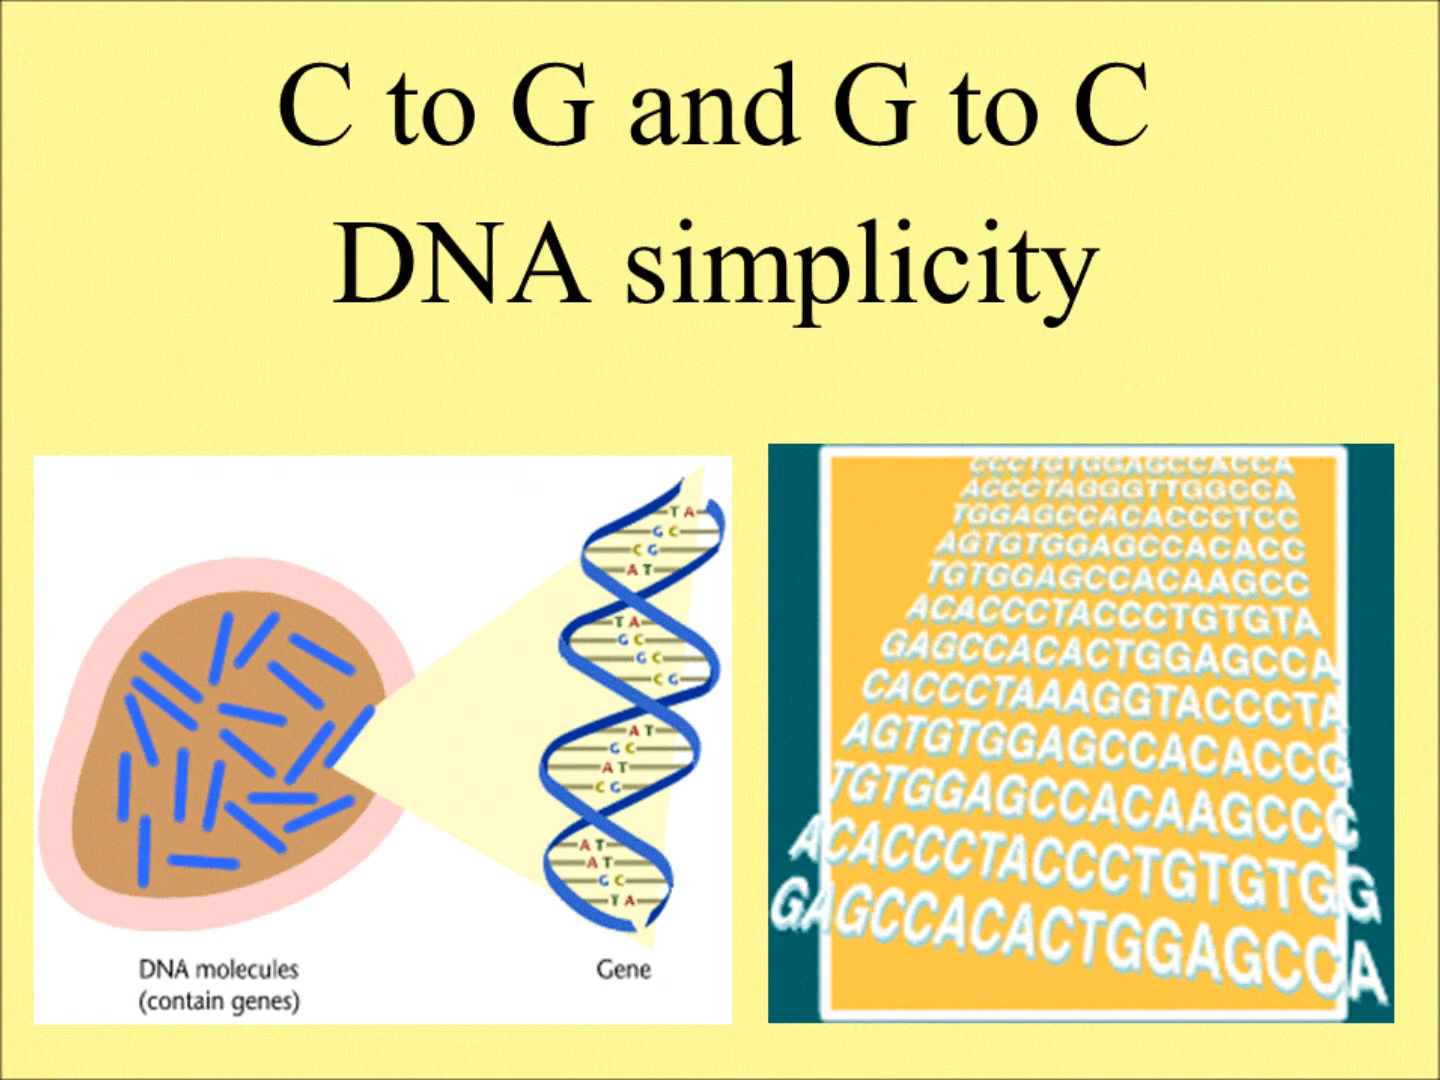 C to G and G to C
DNA simplicity
T A
G C
C G
A T
T A
G C
G C
C G
A T
G C
A T
C G
A T
A T
G C
T A
DNA molecules
(contain genes)
Gene
CCCTGTGGAGCCACCA
ACCCTAGGGTTGGCCA
TGGAGCCACACCCTCC
AGTGTGGAGCCACACC
TGTGGAGCCACAAGCC
ACACCCTACCCTGTGTA
GAGCCACACTGGAGCCA
CACCCTAAAGGTACCCTA
AGTGTGGAGCCACACCG
TGTGGAGCCACAAGCCC
ACACCCTACCCTGTGTGG
GAGCCACACTGGAGCCA